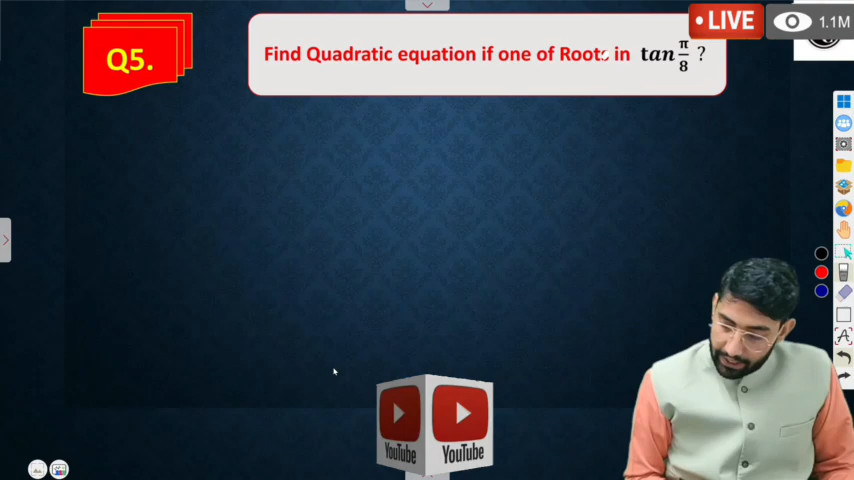 LIVE
1.1M
Q5.
Find Quadratic equation if one of Roots in tan π/8 ?
YouTube YouTube